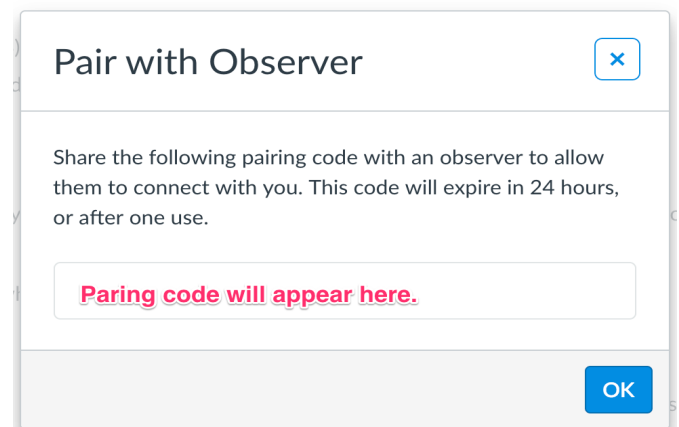 Pair with Observer
Share the following pairing code with an observer to allow
them to connect with you. This code will expire in 24 hours,
or after one use.
Paring code will appear here.
OK